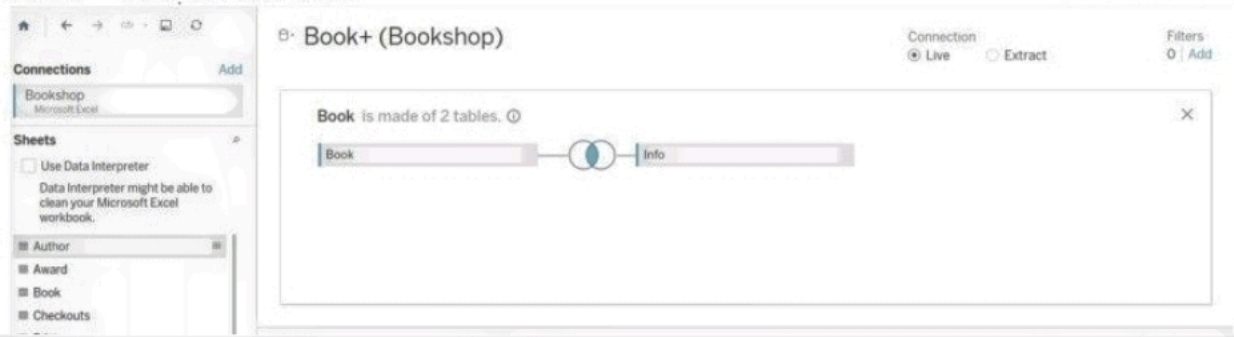 Book+ (Bookshop)
Connection
Live
Extract
Filters
0 Add
Connections
Add
Bookshop
Microsoft Excel
Sheets
Use Data Interpreter
Data Interpreter might be able to
clean your Microsoft Excel
workbook.
Author
Award
Book
Checkouts
Book is made of 2 tables.
Book
Info